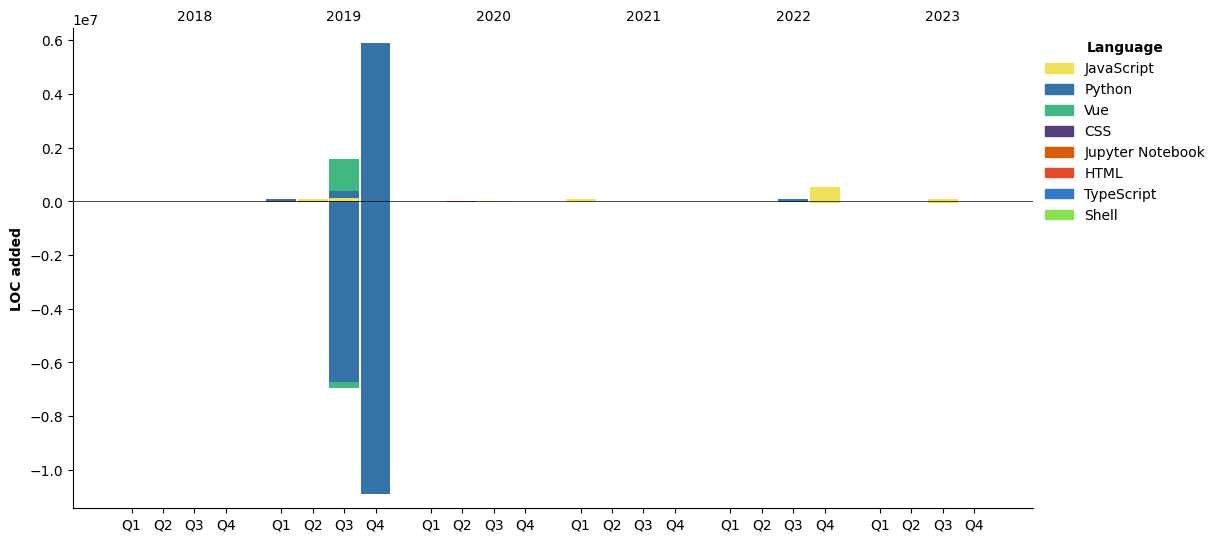 2018 2019 2020 2021 2022 2023
1e7
0.6
0.4
0.2
0.0
−0.2
−0.4
−0.6
−0.8
−1.0
LOC added
Q1 Q2 Q3 Q4 Q1 Q2 Q3 Q4 Q1 Q2 Q3 Q4 Q1 Q2 Q3 Q4 Q1 Q2 Q3 Q4 Q1 Q2 Q3 Q4
Language
JavaScript
Python
Vue
CSS
Jupyter Notebook
HTML
TypeScript
Shell